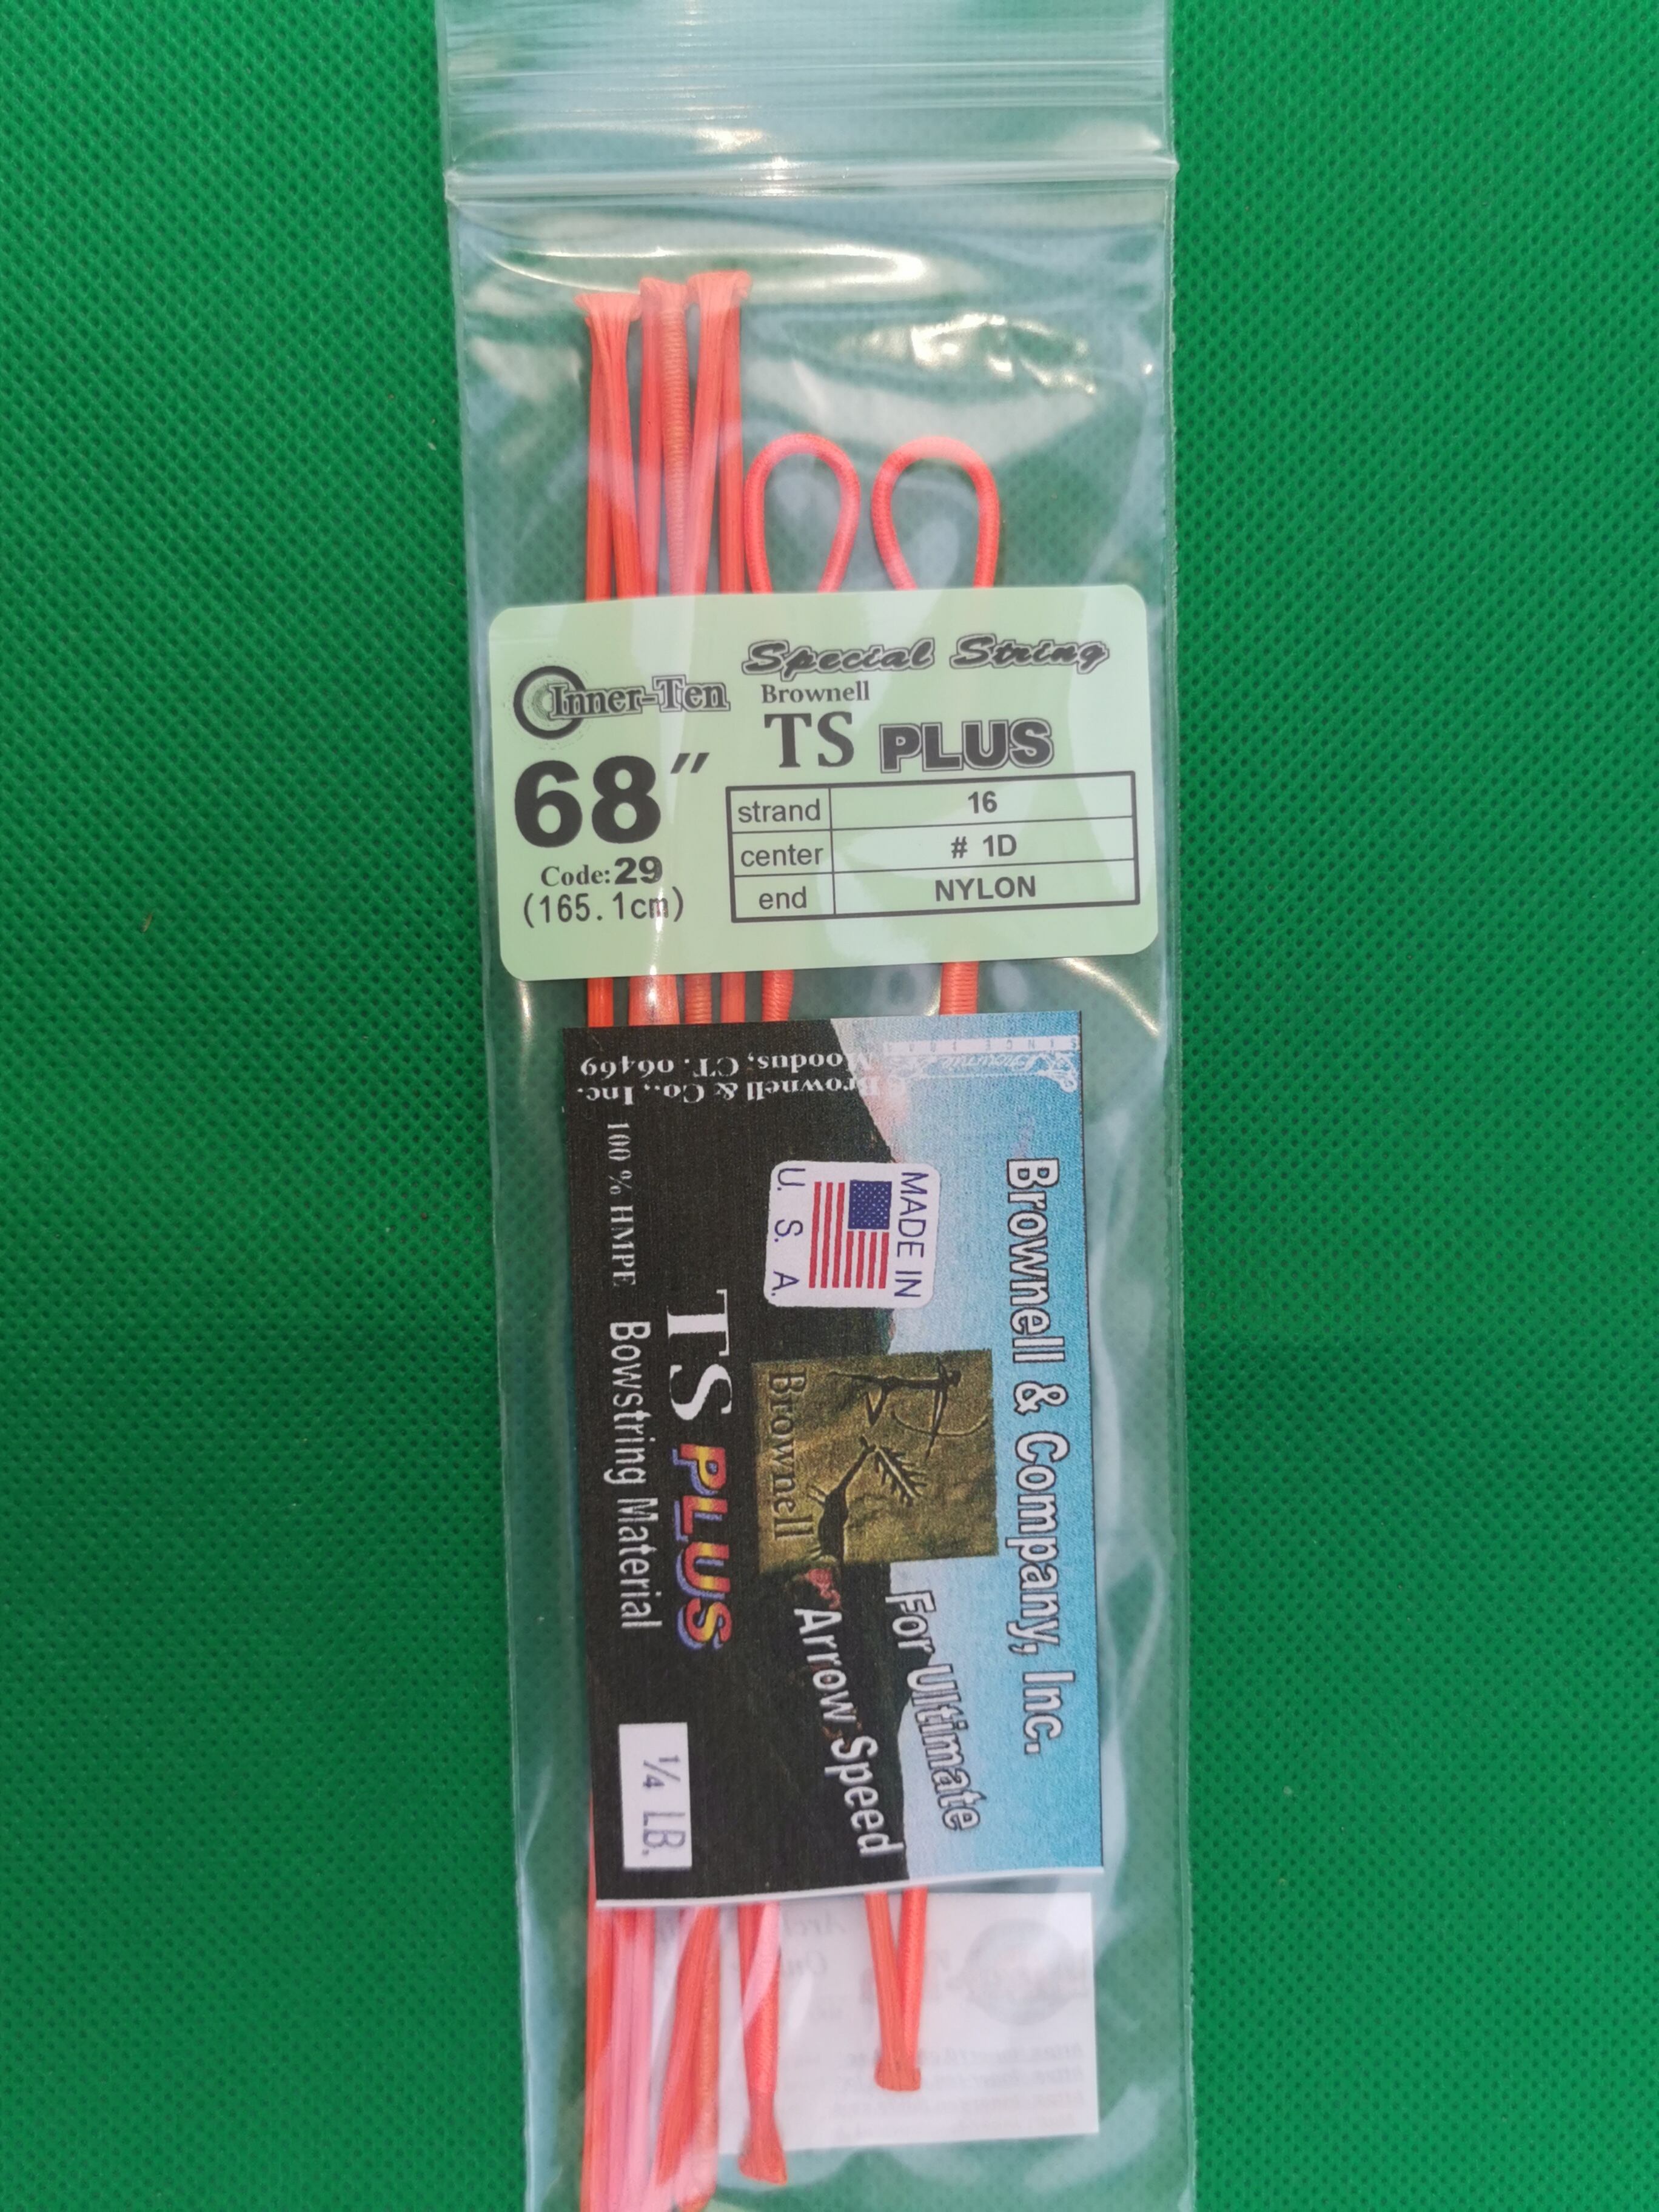 Special String
Inner-Ten
Brownell
TS PLUS
68"
Code:29
(165.1cm)
strand 16
center # 1D
end NYLON
Brownell & Co., Inc.
Moodus, CT. 06469
Brownell & Company, Inc.
MADE IN
U. S. A.
Brownell
For Ultimate
Arrow Speed
TS PLUS
100 % HMPE Bowstring Material
1/4 LB.